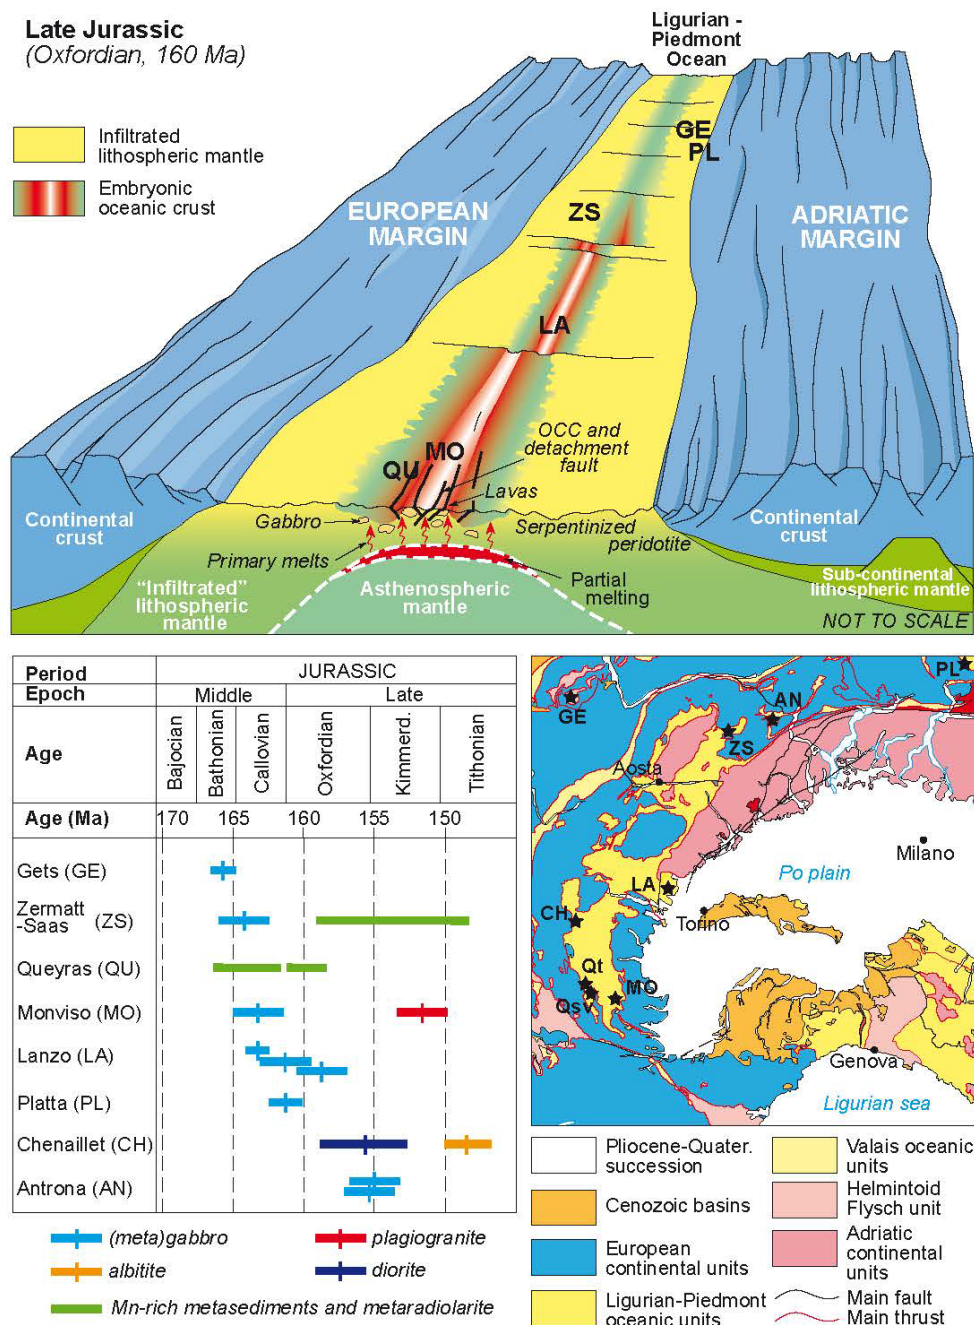 Late Jurassic
(Oxfordian, 160 Ma)
Ligurian -
Piedmont
Ocean
Infiltrated
lithospheric mantle
Embryonic
oceanic crust
EUROPEAN
MARGIN
ADRIATIC
MARGIN
GE
PL
ZS
LA
MO
QU
OCC and
detachment
fault
Lavas
Gabbro
Serpentinized
peridotite
Primary melts
Continental
crust
Continental
crust
"Infiltrated"
lithospheric
mantle
Asthenospheric
mantle
Partial
melting
Sub-continental
lithospheric mantle
NOT TO SCALE
Period JURASSIC
Epoch Middle Late
Age Bajocian Bathonian Callovian Oxfordian Kimmerd. Tithonian
Age (Ma) 170 165 160 155 150
Gets (GE)
Zermatt
-Saas (ZS)
Queyras (QU)
Monviso (MO)
Lanzo (LA)
Platta (PL)
Chenaillet (CH)
Antrona (AN)
(meta)gabbro
plagiogranite
albitite
diorite
Mn-rich metasediments and metaradiolarite
PL
GE
AN
ZS
Aosta
Milano
Po plain
LA
CH
Torino
Qt
Qsv
MO
Genova
Ligurian sea
Pliocene-Quater.
succession
Cenozoic basins
European
continental units
Ligurian-Piedmont
oceanic units
Valais oceanic
units
Helmintoid
Flysch unit
Adriatic
continental
units
Main fault
Main thrust